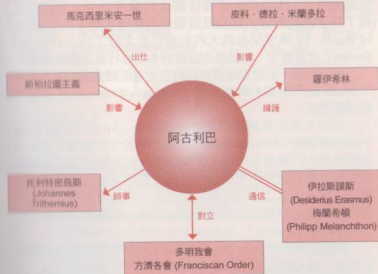 馬克西里米安一世
皮科‧德拉‧米蘭多拉
出仕
影響
新柏拉圖主義
羅伊希林
影響
擁護
阿古利巴
托利特密烏斯
(Johannes
Trithemius)
師事
通信
伊拉斯謨斯
(Desiderius Erasmus)
梅蘭希頓
(Philipp Melanchthon)
對立
多明我會
方濟各會 (Franciscan Order)